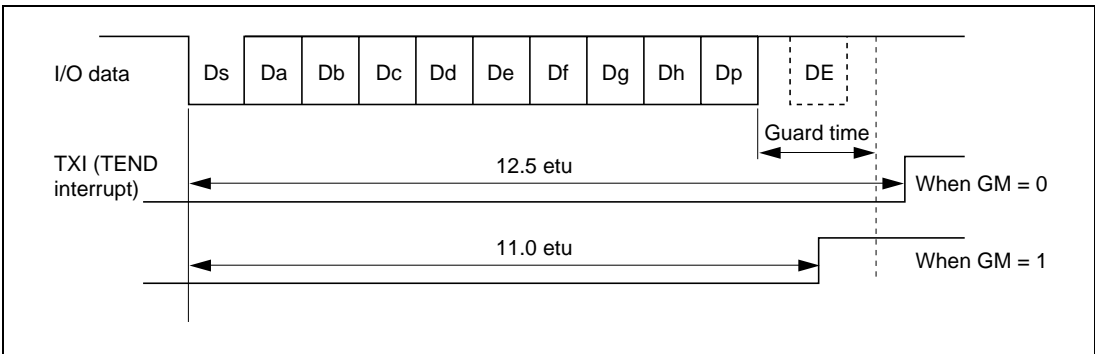 I/O data
Ds Da Db Dc Dd De Df Dg Dh Dp DE
Guard time
TXI (TEND
interrupt)
12.5 etu
When GM = 0
11.0 etu
When GM = 1